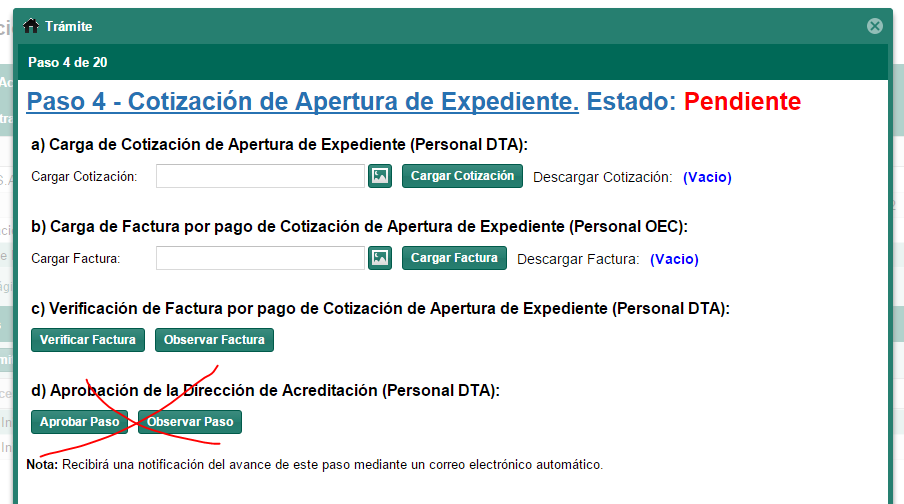 Trámite
Paso 4 de 20
Paso 4 - Cotización de Apertura de Expediente. Estado: Pendiente
a) Carga de Cotización de Apertura de Expediente (Personal DTA):
Cargar Cotización: Cargar Cotización Descargar Cotización: (Vacio)
b) Carga de Factura por pago de Cotización de Apertura de Expediente (Personal OEC):
Cargar Factura: Cargar Factura Descargar Factura: (Vacio)
c) Verificación de Factura por pago de Cotización de Apertura de Expediente (Personal DTA):
Verificar Factura Observar Factura
d) Aprobación de la Dirección de Acreditación (Personal DTA):
Aprobar Paso Observar Paso
Nota: Recibirá una notificación del avance de este paso mediante un correo electrónico automático.